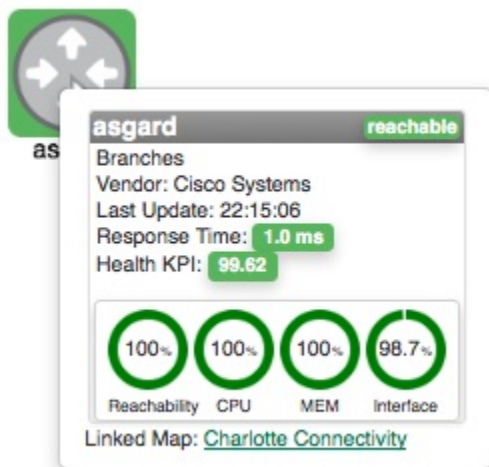 as
asgard reachable
Branches
Vendor: Cisco Systems
Last Update: 22:15:06
Response Time: 1.0 ms
Health KPI: 99.62
100% 100% 100% 98.7%
Reachability CPU MEM Interface
Linked Map: Charlotte Connectivity